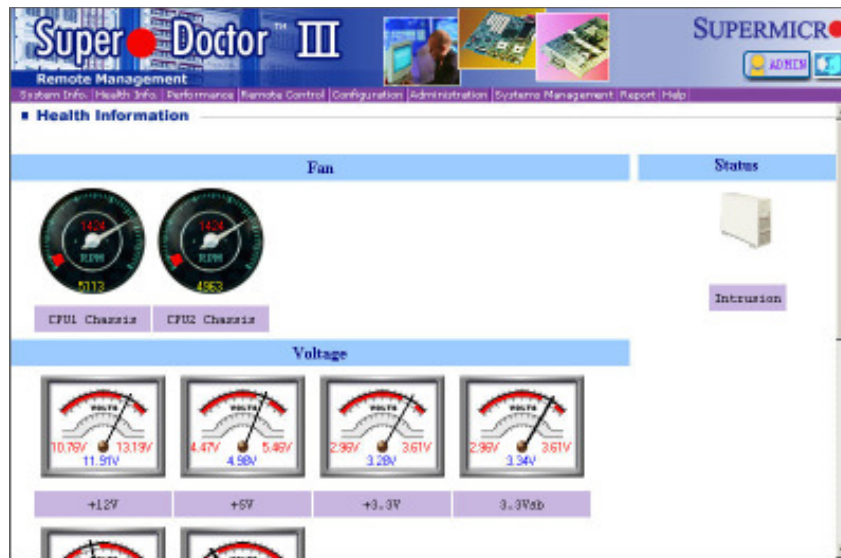 Super Doctor™ III
SUPERMICR
Remote Management
ADMIN
System Info. Health Info. Performance Remote Control Configuration Administration Systems Management Report Help
Health Information
Fan
Status
1424
RPM
5113
1424
RPM
4963
CPU1 Chassis
CPU2 Chassis
Intrusion
Voltage
VOLTS
10.76V 13.19V
11.91V
VOLTS
4.47V 5.46V
4.98V
VOLTS
2.96V 3.61V
3.28V
VOLTS
2.96V 3.61V
3.34V
+12V
+5V
+3.3V
3.3Vsb